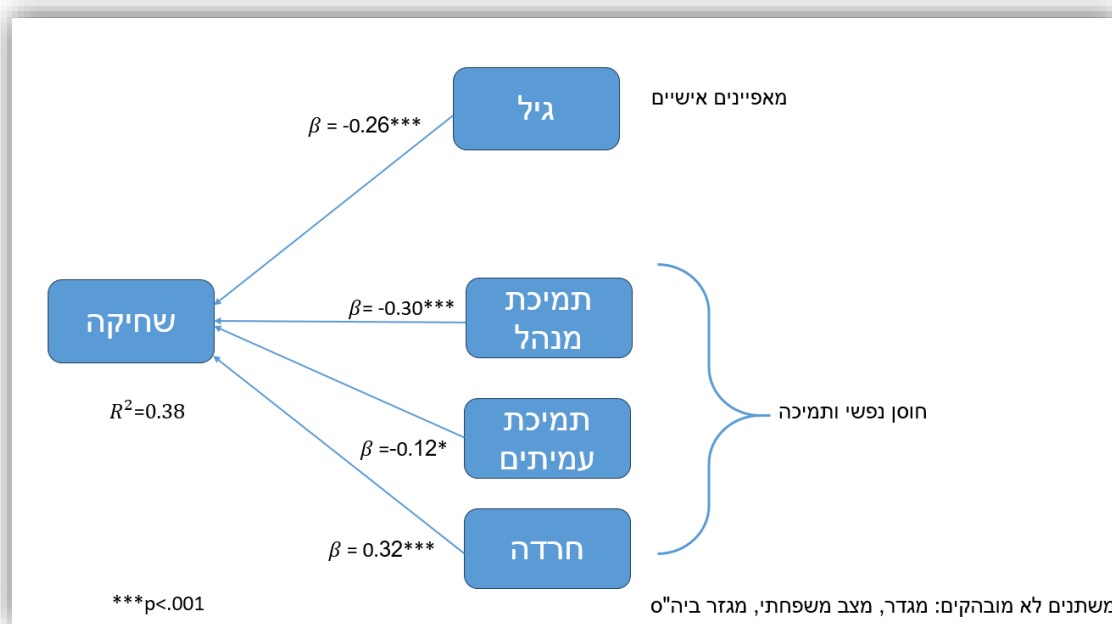 מאפיינים אישיים
גיל
β = -0.26***
תמיכת
מנהל
β= -0.30***
שחיקה
R²=0.38
תמיכת
עמיתים
β =-0.12*
חוסן נפשי ותמיכה
חרדה
β = 0.32***
***p<.001
משתנים לא מובהקים: מגדר, מצב משפחתי, מגזר ביה"ס